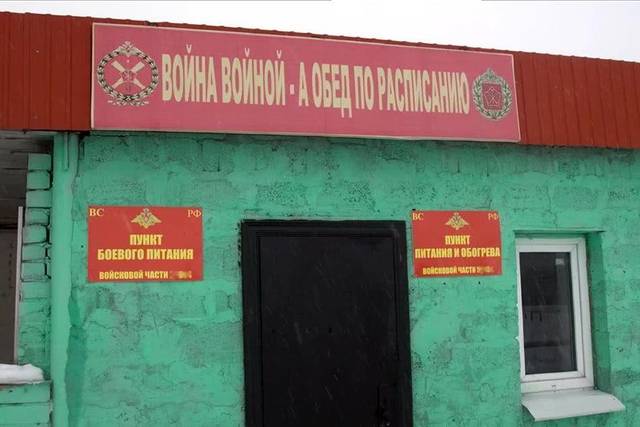 ВОЙНА ВОЙНОЙ - А ОБЕД ПО РАСПИСАНИЮ
ВС РФ
ПУНКТ
БОЕВОГО ПИТАНИЯ
ВОЙСКОВОЙ ЧАСТИ
ВС РФ
ПУНКТ
ПИТАНИЯ И ОБОГРЕВА
ВОЙСКОВОЙ ЧАСТИ